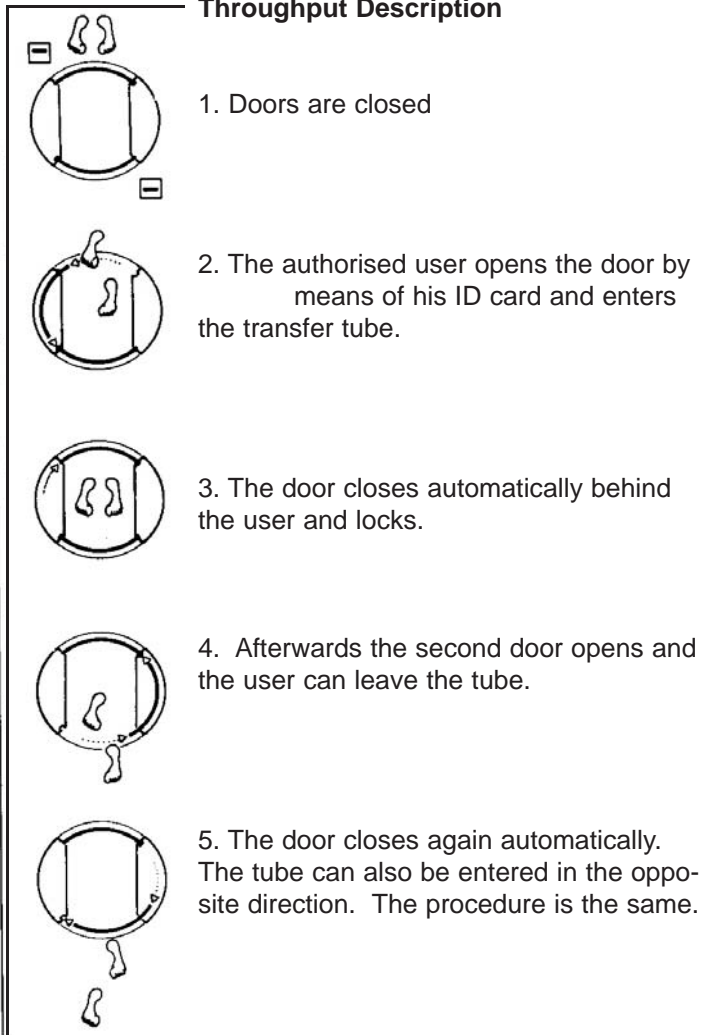 Throughput Description
1. Doors are closed
2. The authorised user opens the door by
means of his ID card and enters
the transfer tube.
3. The door closes automatically behind
the user and locks.
4. Afterwards the second door opens and
the user can leave the tube.
5. The door closes again automatically.
The tube can also be entered in the oppo-
site direction. The procedure is the same.